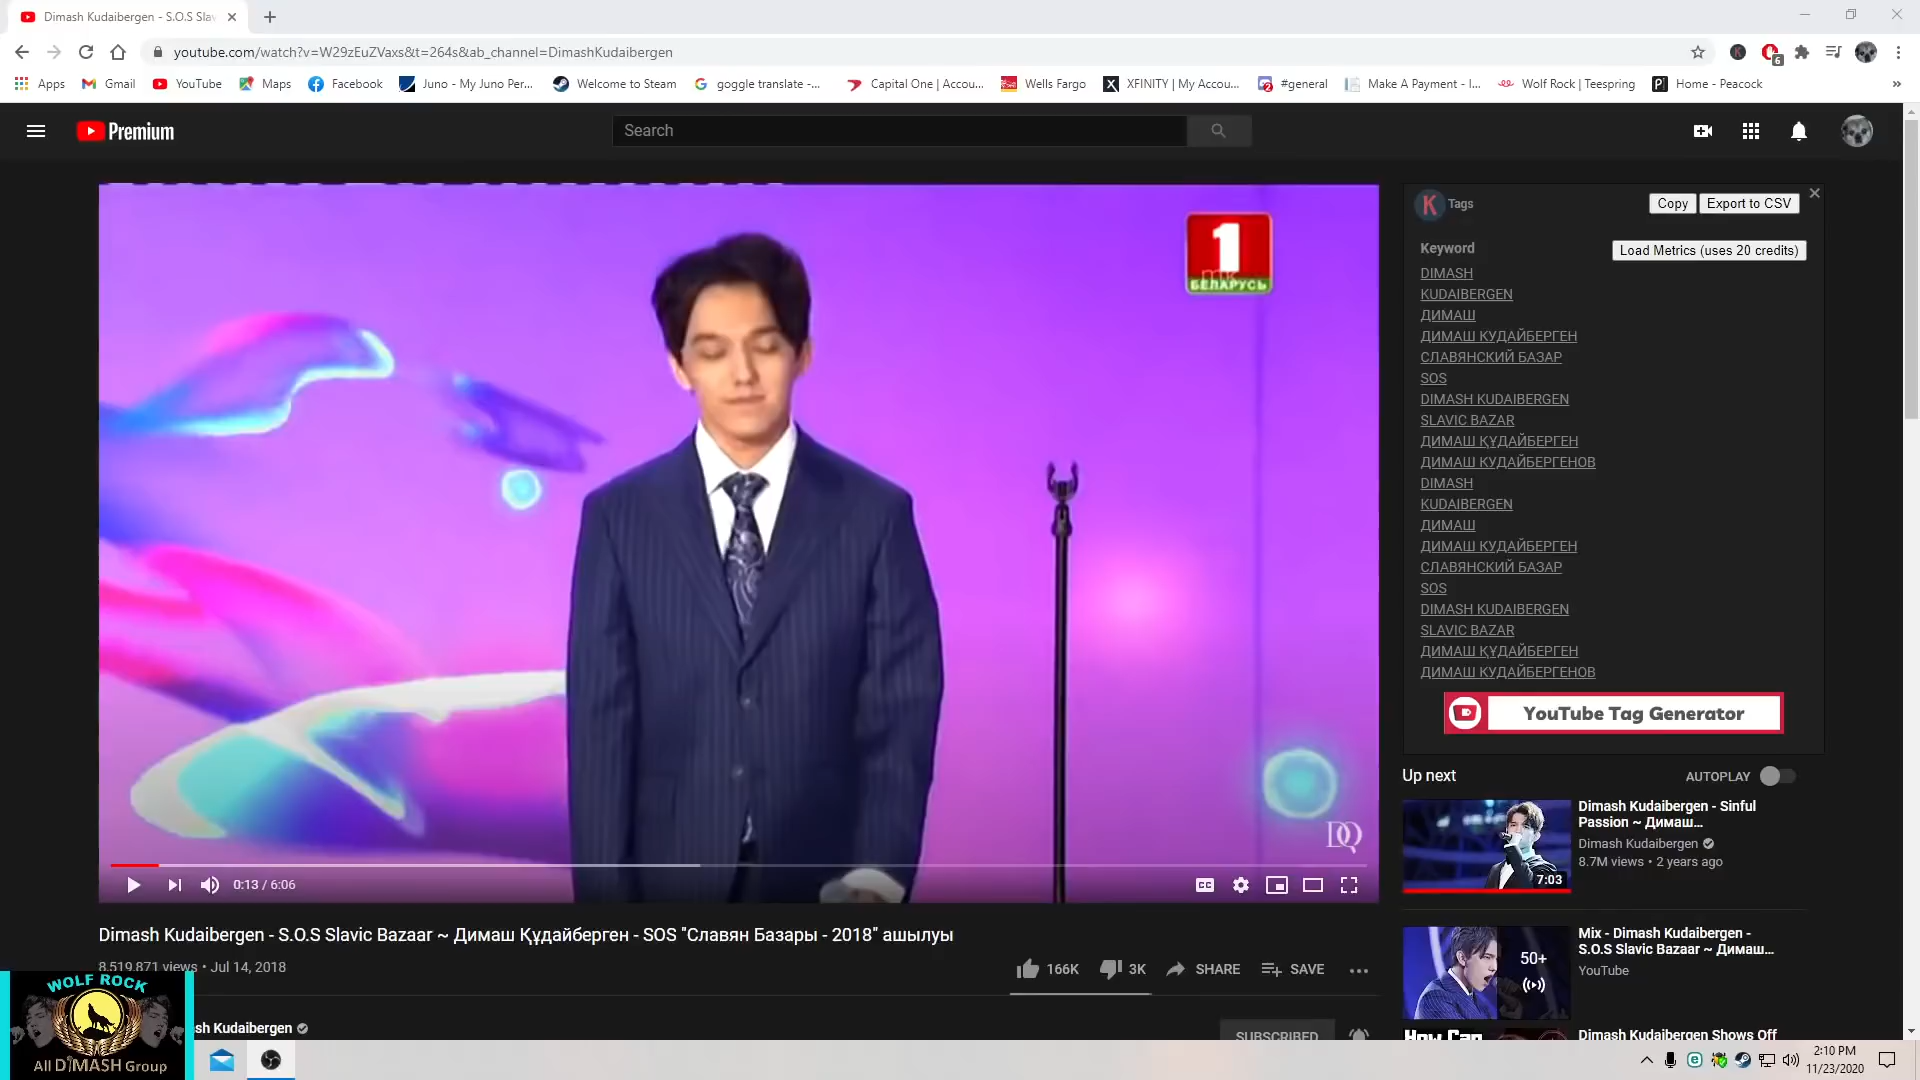 Dimash Kudaibergen - S.O.S Slav
youtube.com/watch?v=W29zEuZVaxs&t=264s&ab_channel=DimashKudaibergen
6
Apps
Gmail
YouTube
Maps
Facebook
Juno - My Juno Per...
Welcome to Steam
goggle translate -...
Capital One | Accou...
Wells Fargo
XFINITY | My Accou...
#general
Make A Payment - I...
Wolf Rock | Teespring
Home - Peacock
Premium
Search
1
БЕЛАРУСЬ
DQ
0:13 / 6:06
Dimash Kudaibergen - S.O.S Slavic Bazaar ~ Димаш Құдайберген - SOS "Славян Базары - 2018" ашылуы
8,519,871 views • Jul 14, 2018
166K
3K
SHARE
SAVE
sh Kudaibergen
SUBSCRIBED
K Tags
Copy
Export to CSV
Keyword
Load Metrics (uses 20 credits)
DIMASH
KUDAIBERGEN
ДИМАШ
ДИМАШ КУДАЙБЕРГЕН
СЛАВЯНСКИЙ БАЗАР
SOS
DIMASH KUDAIBERGEN
SLAVIC BAZAR
ДИМАШ ҚҰДАЙБЕРГЕН
ДИМАШ КУДАЙБЕРГЕНОВ
DIMASH
KUDAIBERGEN
ДИМАШ
ДИМАШ КУДАЙБЕРГЕН
СЛАВЯНСКИЙ БАЗАР
SOS
DIMASH KUDAIBERGEN
SLAVIC BAZAR
ДИМАШ ҚҰДАЙБЕРГЕН
ДИМАШ КУДАЙБЕРГЕНОВ
YouTube Tag Generator
Up next
AUTOPLAY
Dimash Kudaibergen - Sinful
Passion ~ Димаш...
Dimash Kudaibergen
8.7M views • 2 years ago
7:03
Mix - Dimash Kudaibergen -
S.O.S Slavic Bazaar ~ Димаш...
YouTube
50+
How Can
Dimash Kudaibergen Shows Off
WOLF ROCK
All DIMASH Group
2:10 PM
11/23/2020